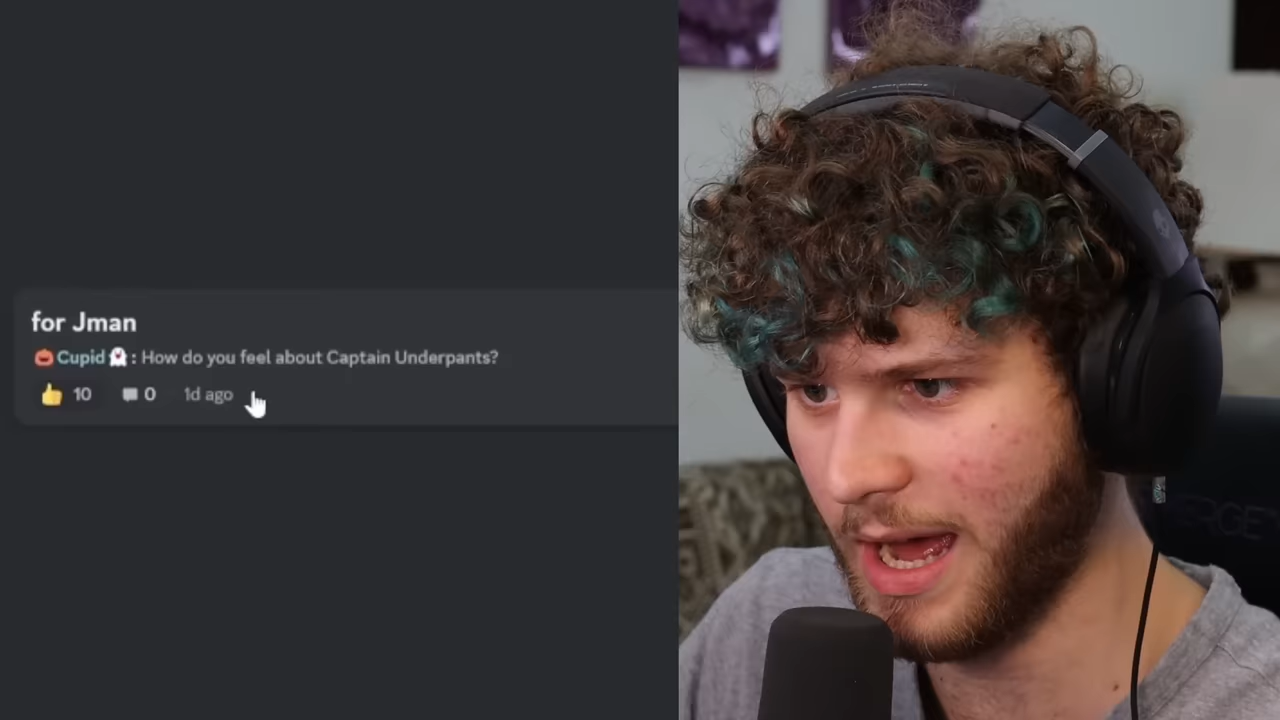 for Jman
🎃Cupid👻: How do you feel about Captain Underpants?
👍 10 💬 0 1d ago